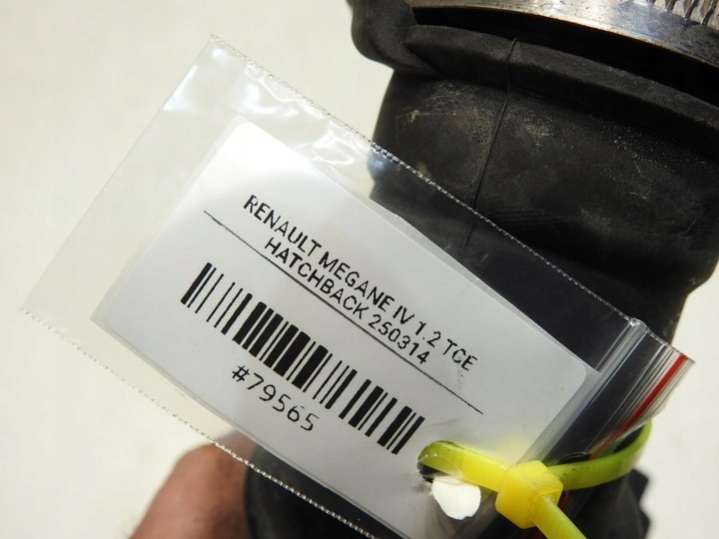 RENAULT MEGANE IV 1.2 TCE
HATCHBACK 250314
#79565